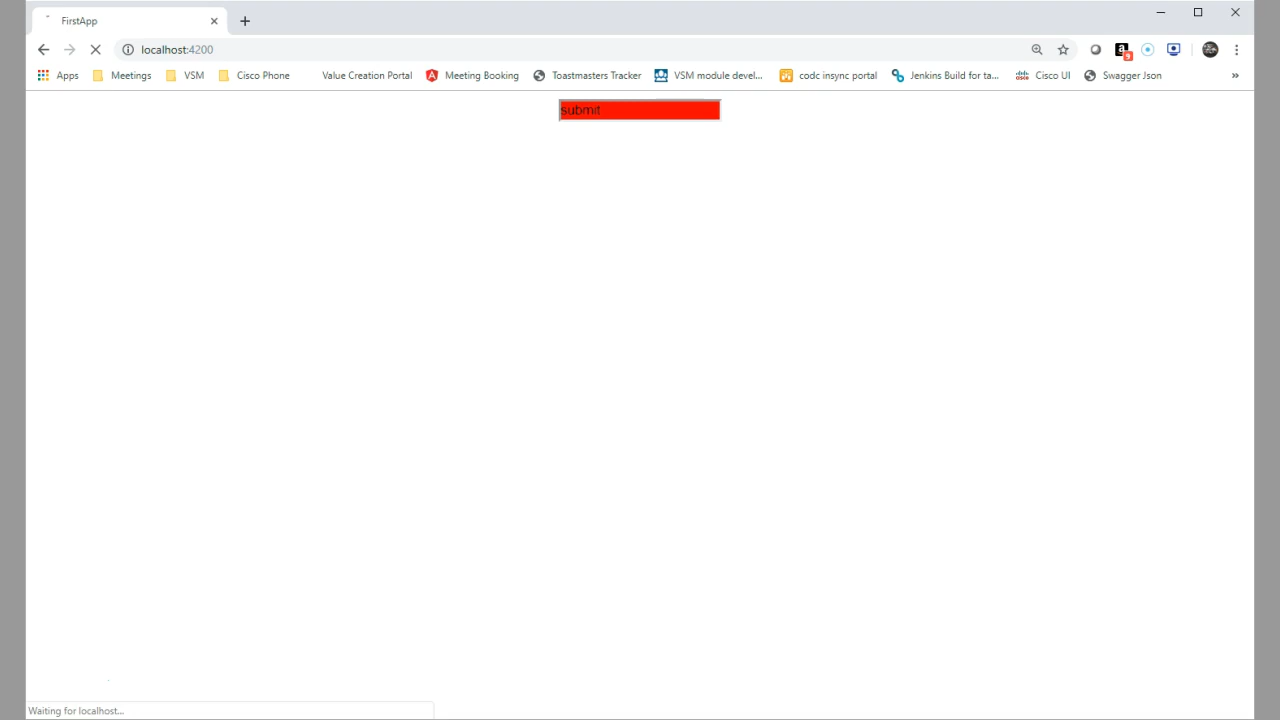 FirstApp
localhost:4200
Apps Meetings VSM Cisco Phone Value Creation Portal Meeting Booking Toastmasters Tracker VSM module devel... codc insync portal Jenkins Build for ta... Cisco UI Swagger Json »
submit
Waiting for localhost...